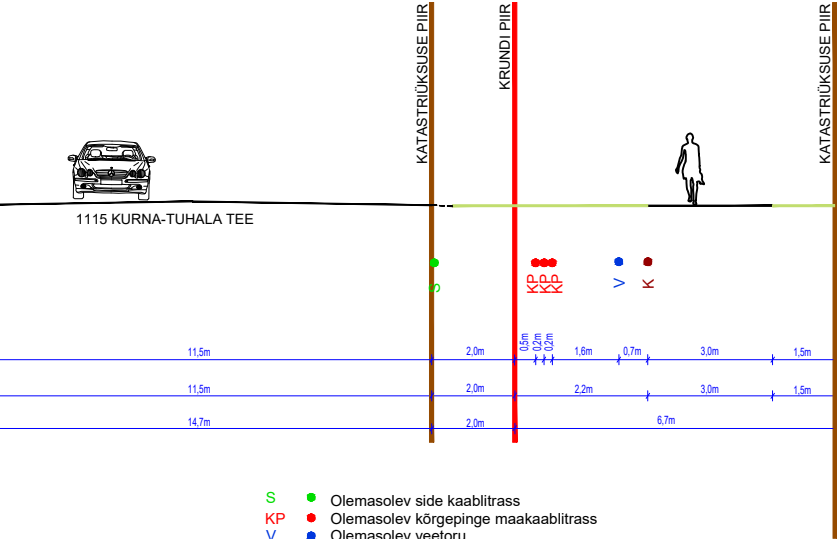 KATASTRIÜKSUSE PIIR
KRUNDI PIIR
KATASTRIÜKSUSE PIIR
1115 KURNA-TUHALA TEE
S
KP
KP
KP
V
K
11,5m
2,0m
0,5m
0,2m
0,2m
1,6m
0,7m
3,0m
1,5m
11,5m
2,0m
2,2m
3,0m
1,5m
14,7m
2,0m
6,7m
S Olemasolev side kaablitrass
KP Olemasolev kõrgepinge maakaablitrass
V Olemasolev veetoru